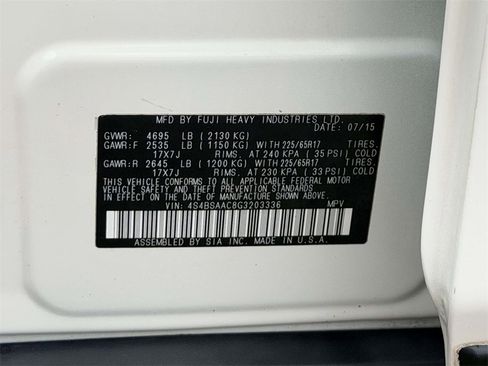 MFD BY FUJI HEAVY INDUSTRIES LTD.
DATE: 07/15
GVWR: 4695 LB ( 2130 KG)
GAWR:F 2535 LB ( 1150 KG) WITH 225/65R17 TIRES.
17X7J RIMS. AT 240 KPA ( 35 PSI) COLD
GAWR:R 2645 LB ( 1200 KG) WITH 225/65R17 TIRES.
17X7J RIMS. AT 230 KPA ( 33 PSI) COLD
THIS VEHICLE CONFORMS TO ALL APPLICABLE FEDERAL MOTOR
VEHICLE SAFETY AND THEFT PREVENTION STANDARDS
IN EFFECT ON THE DATE OF MANUFACTURE SHOWN ABOVE.
VIN: 4S4BSAAC8G3203336 MPV
ASSEMBLED BY SIA INC. MADE IN U.S.A.